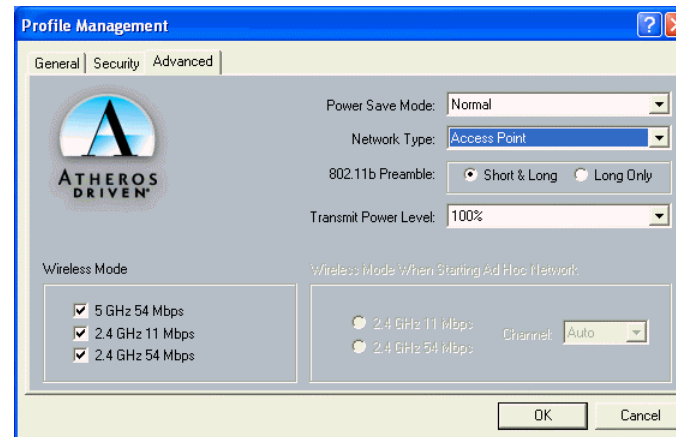 Profile Management
General Security Advanced
ATHEROS
DRIVEN
Power Save Mode: Normal
Network Type: Access Point
802.11b Preamble: Short & Long Long Only
Transmit Power Level: 100%
Wireless Mode
5 GHz 54 Mbps
2.4 GHz 11 Mbps
2.4 GHz 54 Mbps
Wireless Mode When Starting Ad Hoc Network
2.4 GHz 11 Mbps
2.4 GHz 54 Mbps
Channel: Auto
OK Cancel